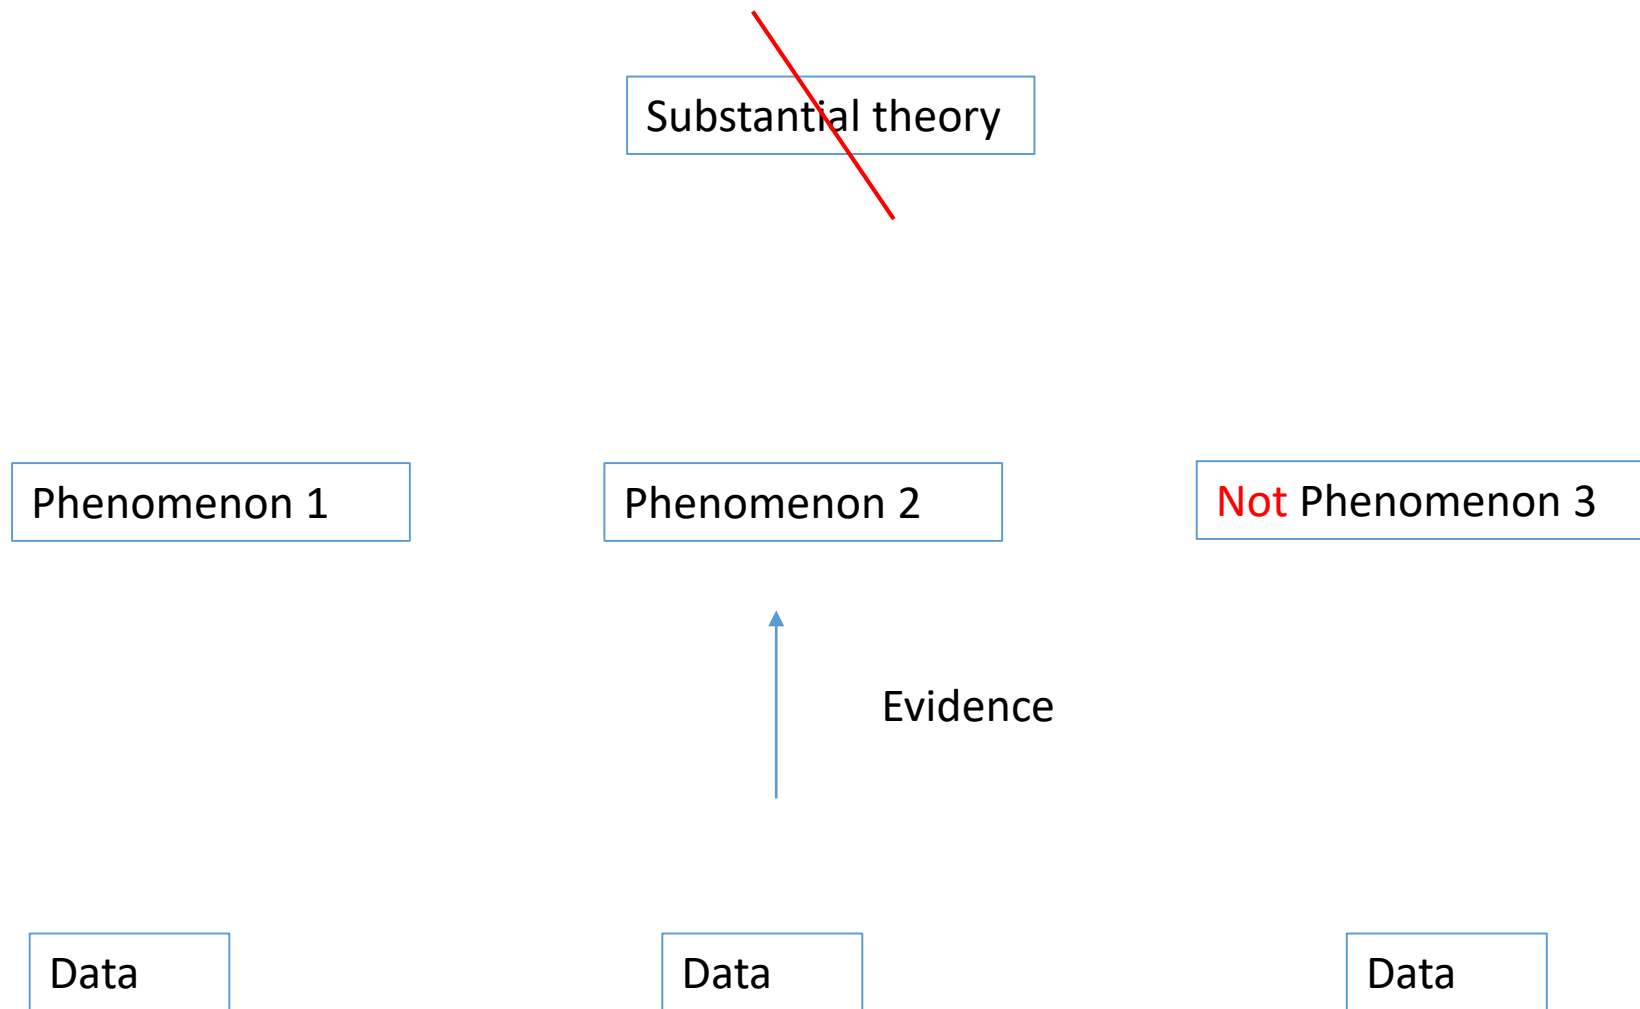 Substantial theory
Phenomenon 1
Phenomenon 2
Not Phenomenon 3
Evidence
Data
Data
Data